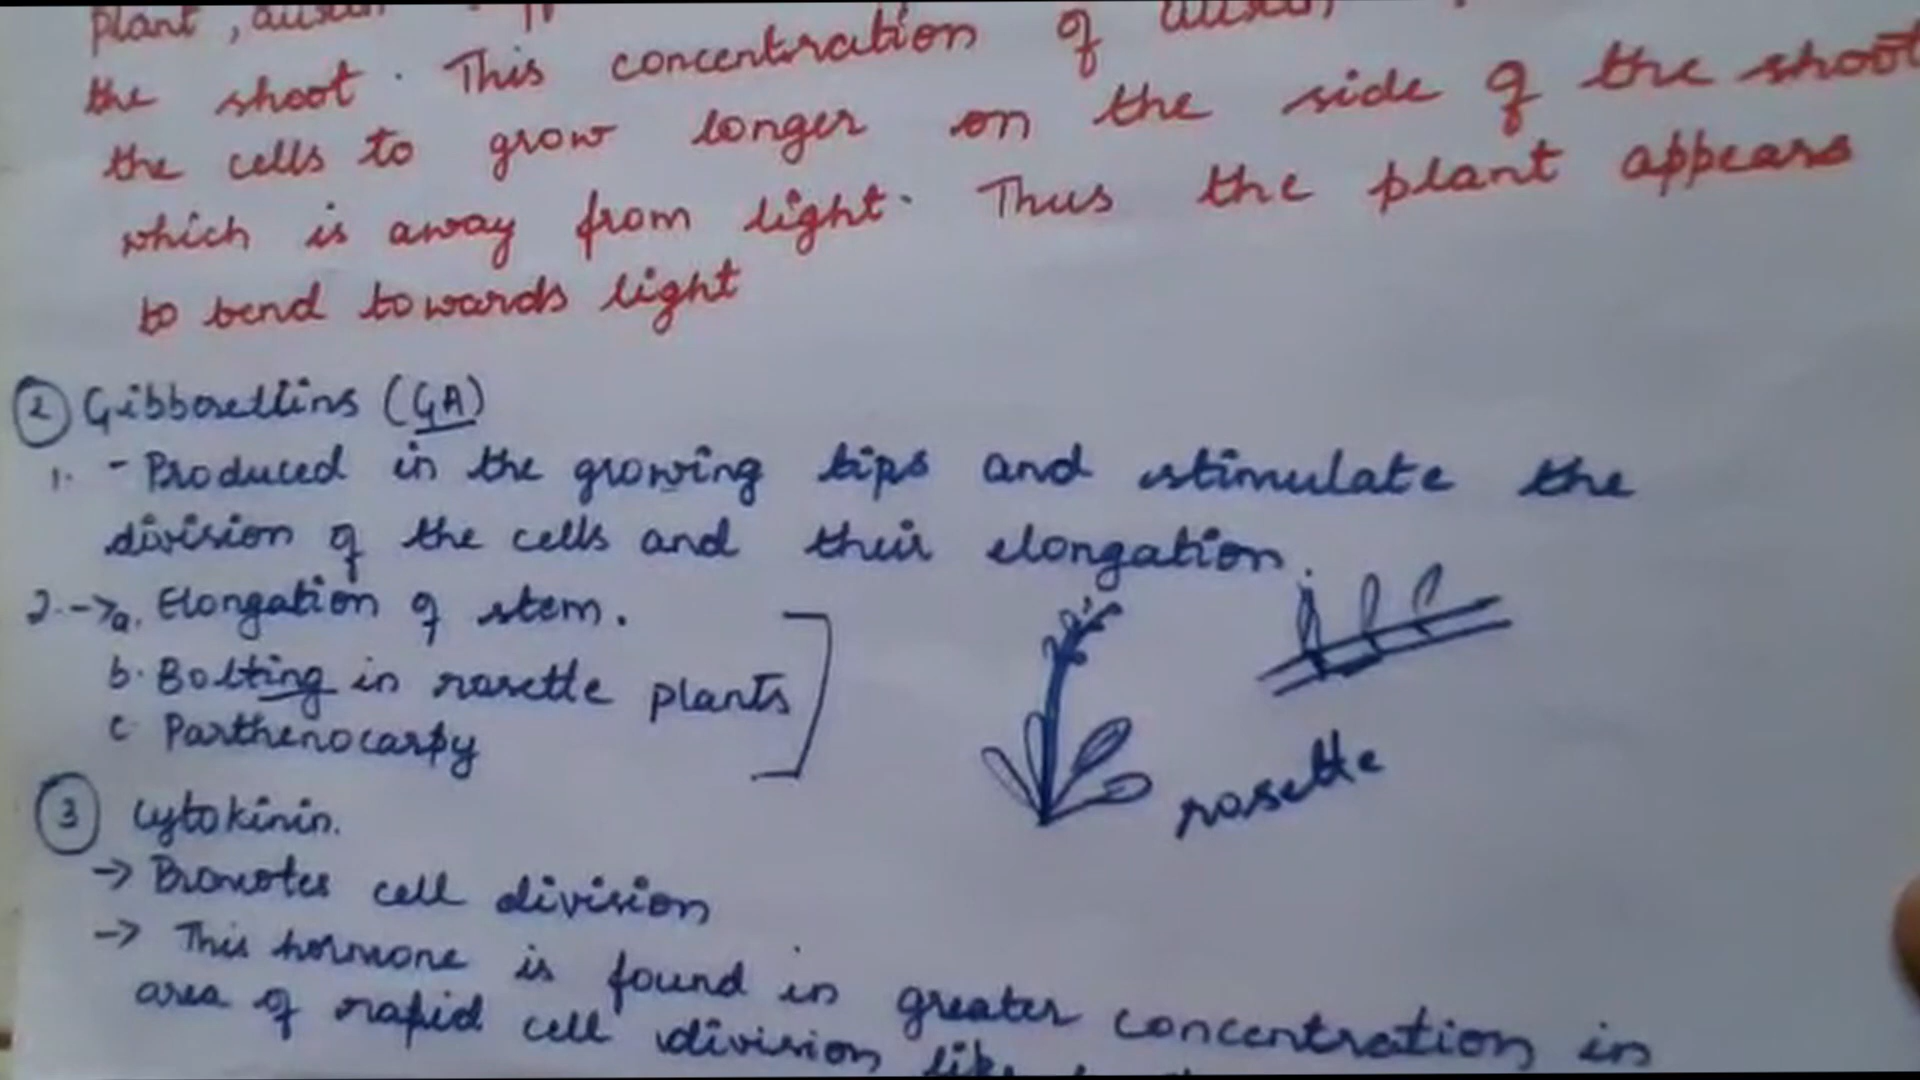 plant, auxin
the shoot. This concentration of auxin,
the cells to grow longer on the side of the shoot
which is away from light. Thus the plant appears
to bend towards light
2 Gibberellins (GA)
1. - Produced in the growing tips and stimulate the
division of the cells and their elongation.
2. → a. Elongation of stem.
b. Bolting in rosette plants
c Parthenocarpy
rosette
3 Cytokinin.
→ Promotes cell division
→ This hormone is found in greater concentration in
area of rapid cell division like